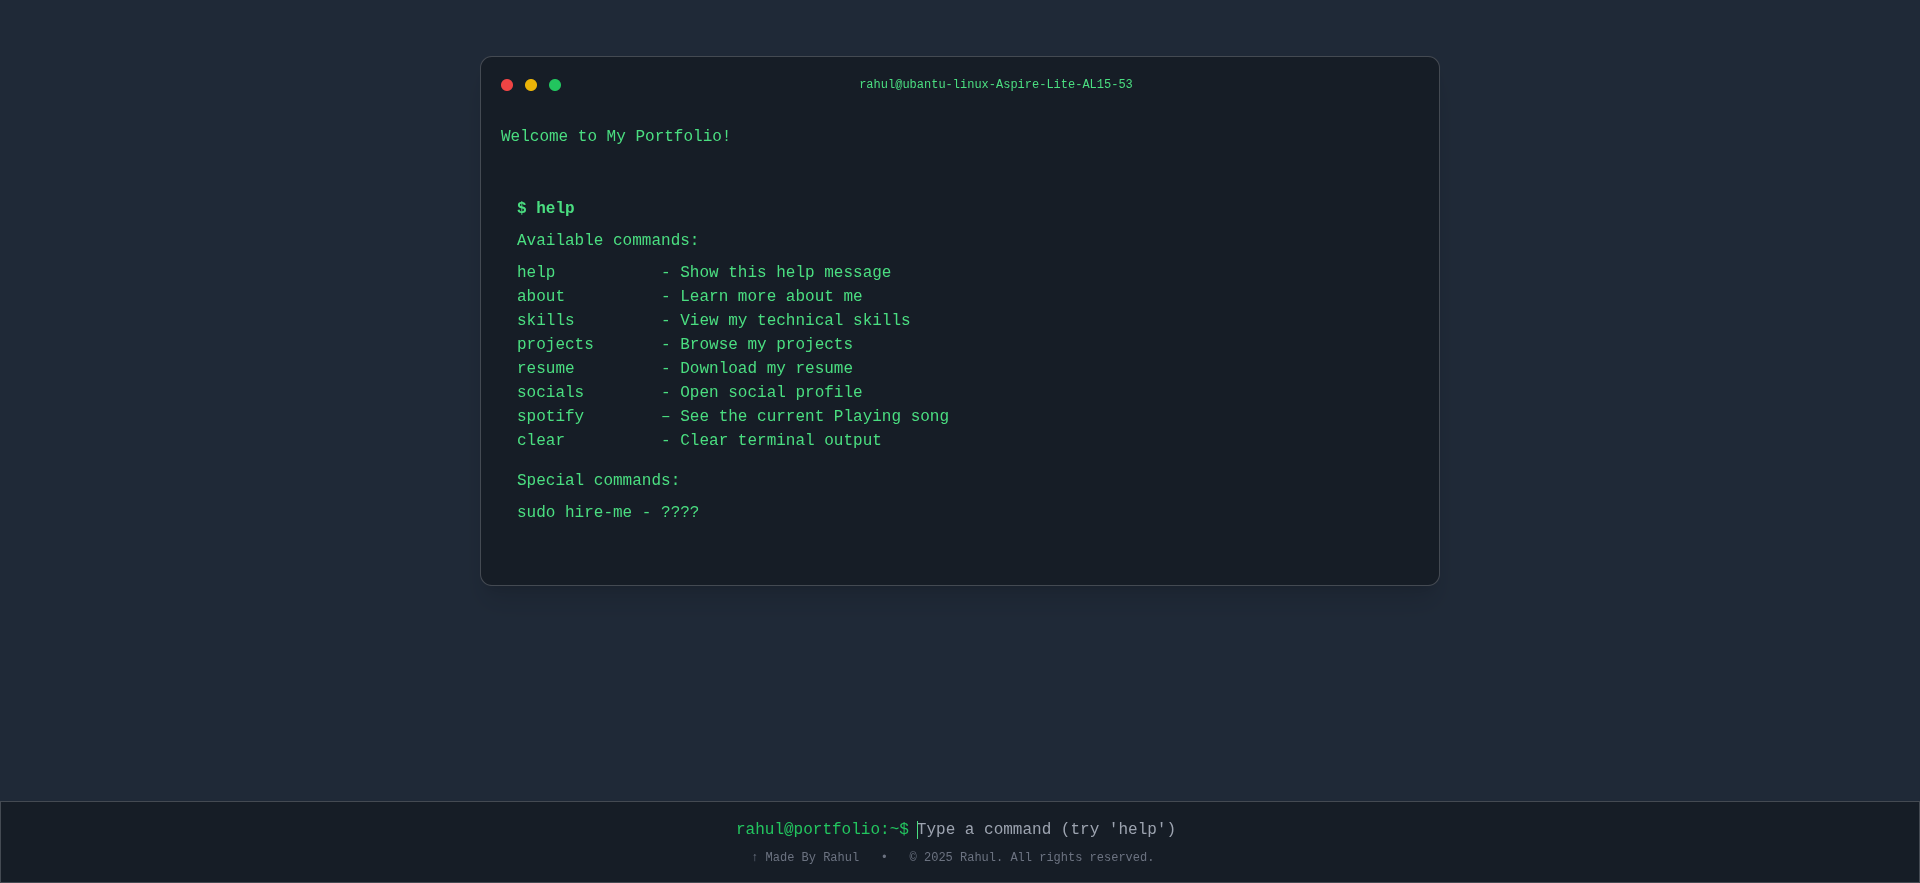 rahul@ubantu-linux-Aspire-Lite-AL15-53
Welcome to My Portfolio!
$ help
Available commands:
help - Show this help message
about - Learn more about me
skills - View my technical skills
projects - Browse my projects
resume - Download my resume
socials - Open social profile
spotify – See the current Playing song
clear - Clear terminal output
Special commands:
sudo hire-me - ????
rahul@portfolio:~$ Type a command (try 'help')
↑ Made By Rahul • © 2025 Rahul. All rights reserved.